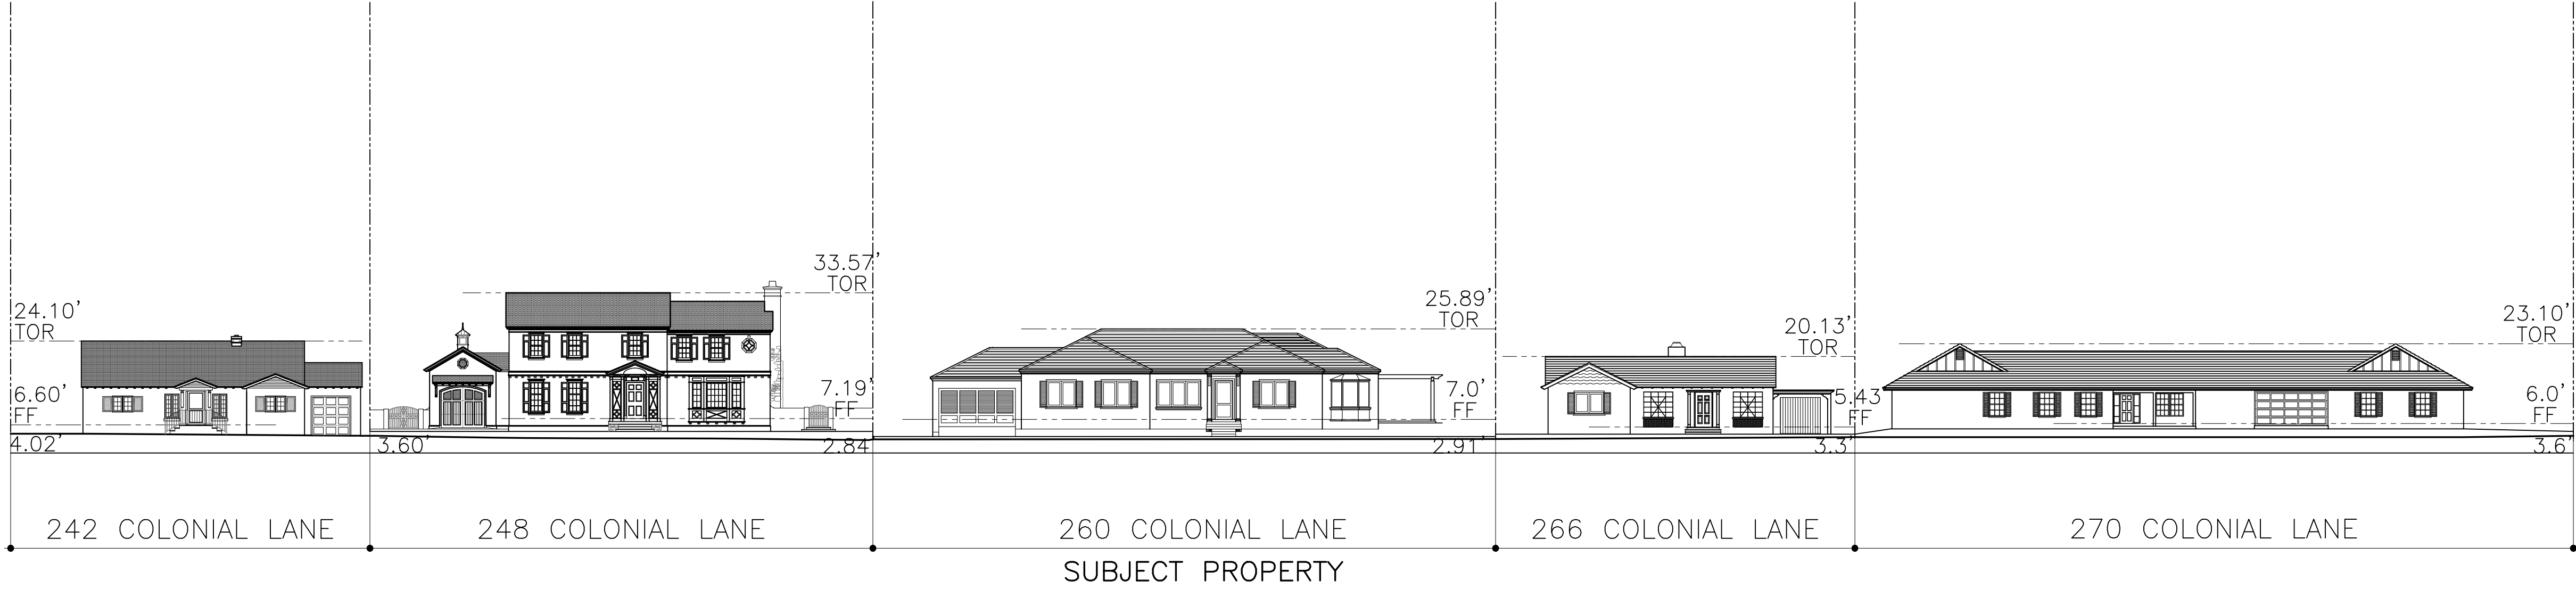 24.10'
TOR
6.60'
FF
4.02'
242 COLONIAL LANE
33.57'
TOR
7.19'
FF
3.60'
2.84'
248 COLONIAL LANE
25.89'
TOR
7.0'
FF
2.91'
260 COLONIAL LANE
SUBJECT PROPERTY
20.13'
TOR
5.43'
FF
3.3'
266 COLONIAL LANE
23.10'
TOR
6.0'
FF
3.6'
270 COLONIAL LANE